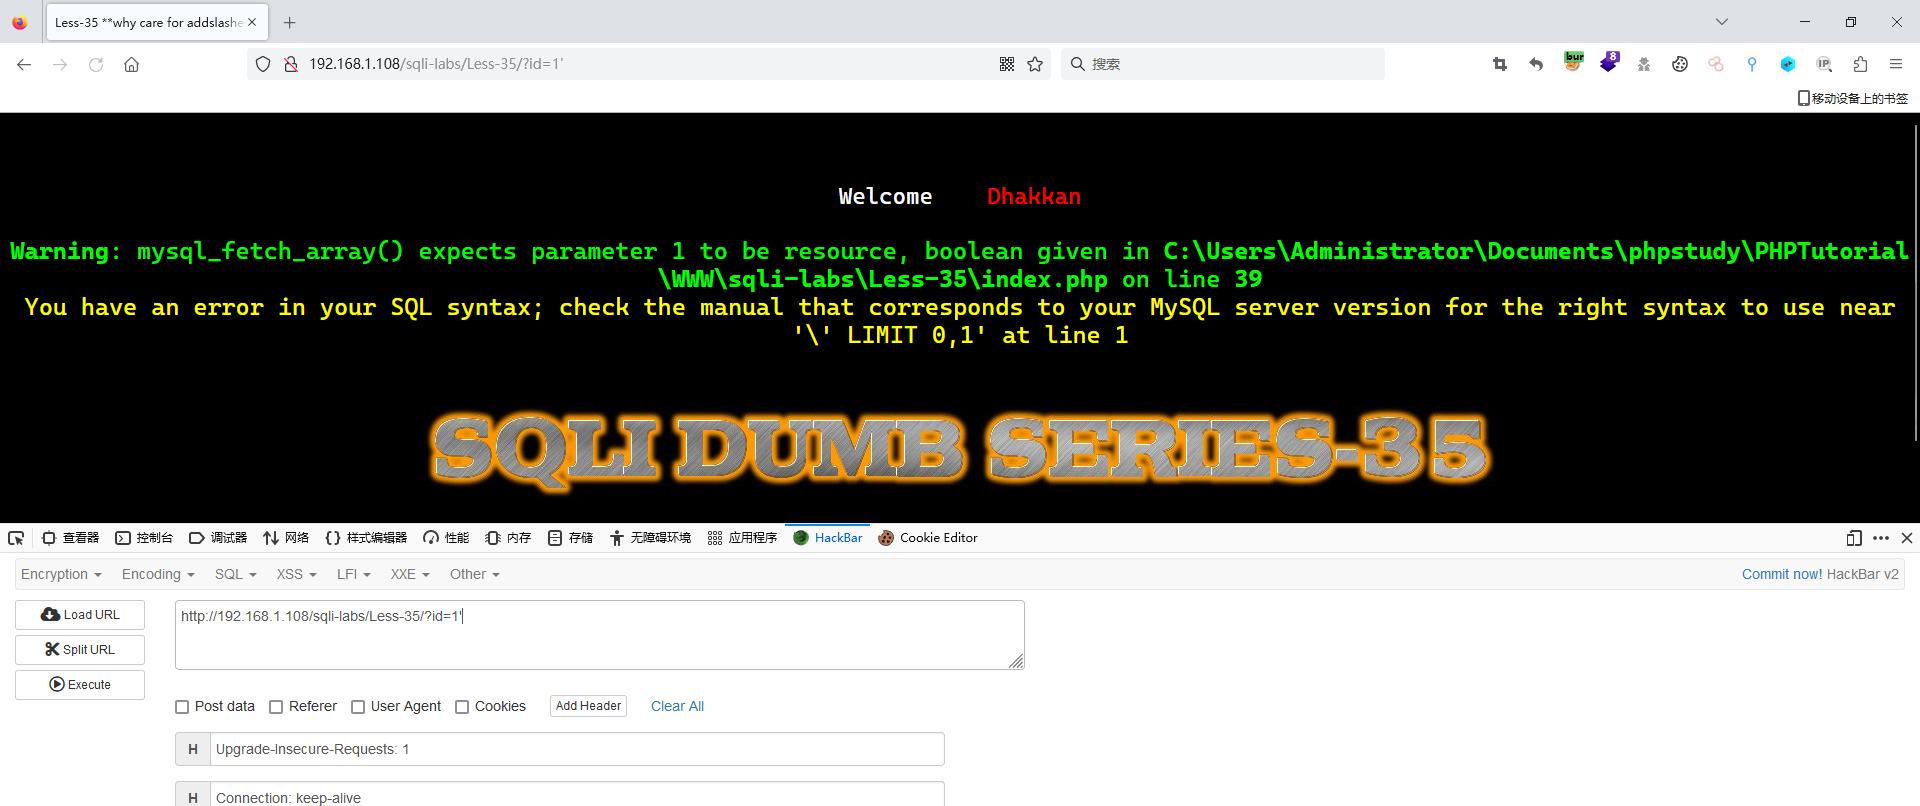 Less-35 **why care for addslashe
192.168.1.108/sqli-labs/Less-35/?id=1'
搜索
bur
8
IP
移动设备上的书签
Welcome Dhakkan
Warning: mysql_fetch_array() expects parameter 1 to be resource, boolean given in C:\Users\Administrator\Documents\phpstudy\PHPTutorial
\WWW\sqli-labs\Less-35\index.php on line 39
You have an error in your SQL syntax; check the manual that corresponds to your MySQL server version for the right syntax to use near
'\' LIMIT 0,1' at line 1
SQLI DUMB SERIES-35
查看器 控制台 调试器 网络 样式编辑器 性能 内存 存储 无障碍环境 应用程序 HackBar Cookie Editor
Encryption Encoding SQL XSS LFI XXE Other Commit now! HackBar v2
Load URL
http://192.168.1.108/sqli-labs/Less-35/?id=1'
Split URL
Execute
Post data Referer User Agent Cookies Add Header Clear All
H Upgrade-Insecure-Requests: 1
H Connection: keep-alive